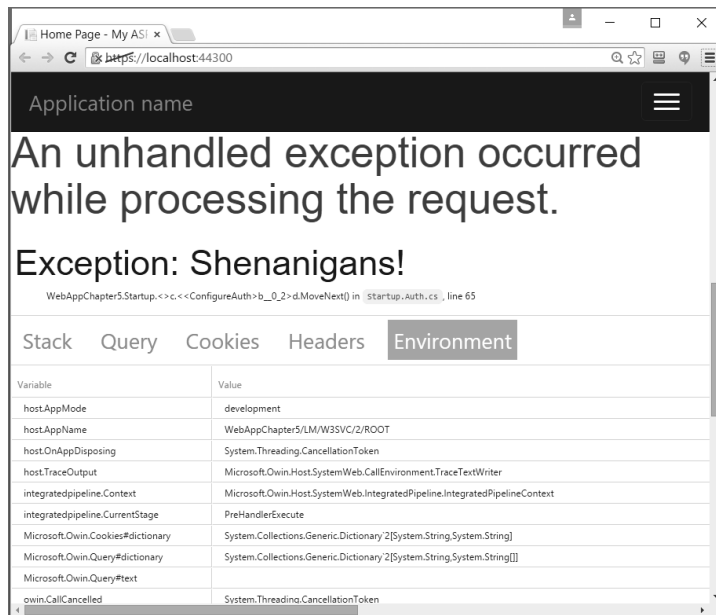 Home Page - My AS
https://localhost:44300
Application name
An unhandled exception occurred
while processing the request.
Exception: Shenanigans!
WebAppChapter5.Startup.<>c.<<ConfigureAuth>b__0_2>d.MoveNext() in Startup.Auth.cs, line 65
Stack Query Cookies Headers Environment
Variable Value
host.AppMode development
host.AppName WebAppChapter5/LM/W3SVC/2/ROOT
host.OnAppDisposing System.Threading.CancellationToken
host.TraceOutput Microsoft.Owin.Host.SystemWeb.CallEnvironment.TraceTextWriter
integratedpipeline.Context Microsoft.Owin.Host.SystemWeb.IntegratedPipeline.IntegratedPipelineContext
integratedpipeline.CurrentStage PreHandlerExecute
Microsoft.Owin.Cookies#dictionary System.Collections.Generic.Dictionary`2[System.String,System.String]
Microsoft.Owin.Query#dictionary System.Collections.Generic.Dictionary`2[System.String,System.String[]]
Microsoft.Owin.Query#text
owin.CallCancelled System.Threading.CancellationToken